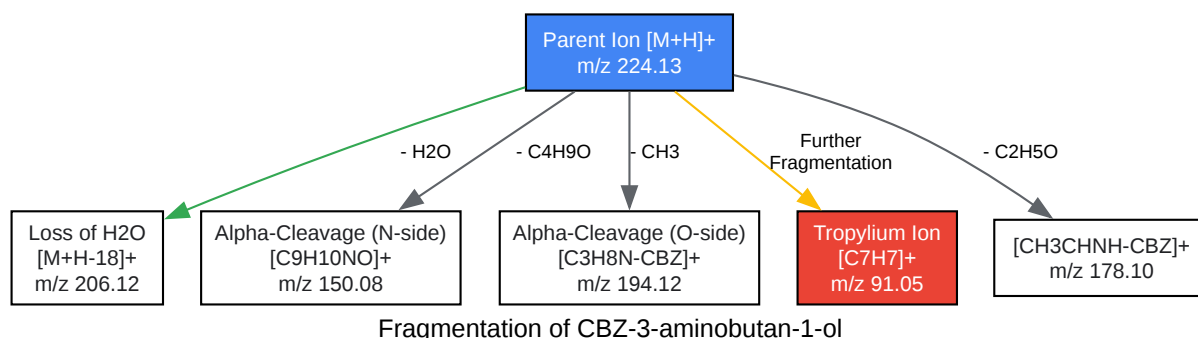 Parent Ion [M+H]+
m/z 224.13
- H2O
- C4H9O
- CH3
Further
Fragmentation
- C2H5O
Loss of H2O
[M+H-18]+
m/z 206.12
Alpha-Cleavage (N-side)
[C9H10NO]+
m/z 150.08
Alpha-Cleavage (O-side)
[C3H8N-CBZ]+
m/z 194.12
Tropylium Ion
[C7H7]+
m/z 91.05
[CH3CHNH-CBZ]+
m/z 178.10
Fragmentation of CBZ-3-aminobutan-1-ol